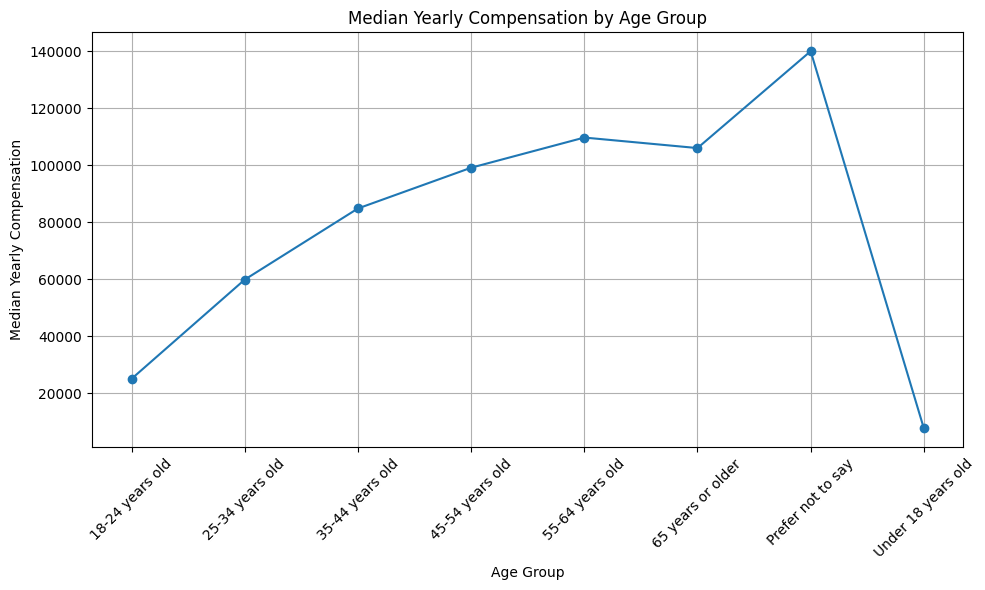 Median Yearly Compensation by Age Group
Median Yearly Compensation
140000
120000
100000
80000
60000
40000
20000
18-24 years old
25-34 years old
35-44 years old
45-54 years old
55-64 years old
65 years or older
Prefer not to say
Under 18 years old
Age Group